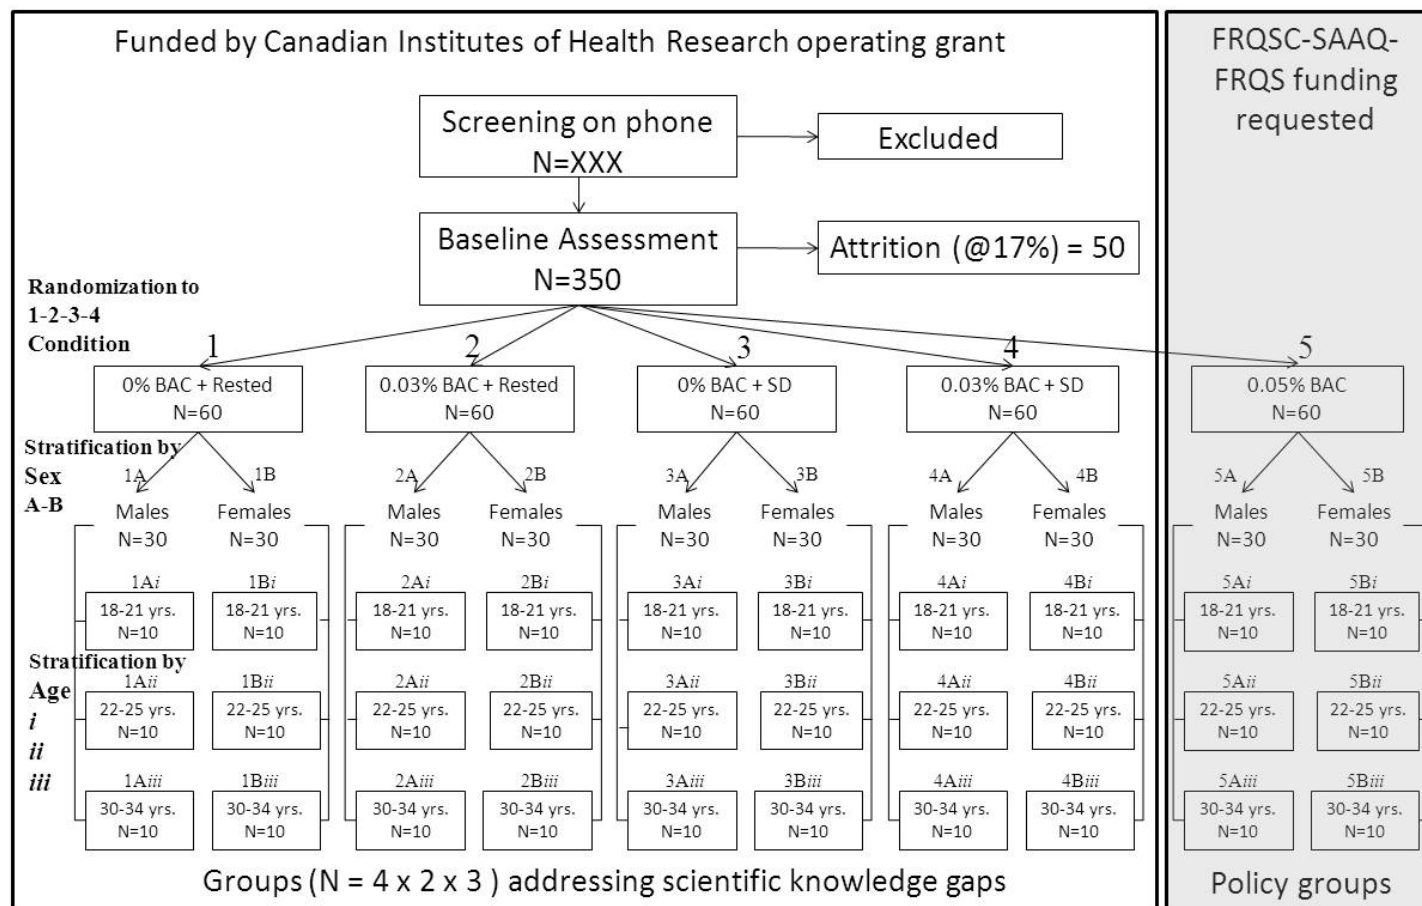 Funded by Canadian Institutes of Health Research operating grant
FRQSC-SAAQ-
FRQS funding
requested
Screening on phone
N=XXX
Excluded
Baseline Assessment
N=350
Attrition (@17%) = 50
Randomization to
1-2-3-4
Condition
1
2
3
4
5
0% BAC + Rested
N=60
0.03% BAC + Rested
N=60
0% BAC + SD
N=60
0.03% BAC + SD
N=60
0.05% BAC
N=60
Stratification by
Sex
A-B
1A
1B
2A
2B
3A
3B
4A
4B
5A
5B
Males
N=30
Females
N=30
Males
N=30
Females
N=30
Males
N=30
Females
N=30
Males
N=30
Females
N=30
Males
N=30
Females
N=30
1Ai
1Bi
2Ai
2Bi
3Ai
3Bi
4Ai
4Bi
5Ai
5Bi
18-21 yrs.
N=10
18-21 yrs.
N=10
18-21 yrs.
N=10
18-21 yrs.
N=10
18-21 yrs.
N=10
18-21 yrs.
N=10
18-21 yrs.
N=10
18-21 yrs.
N=10
18-21 yrs.
N=10
18-21 yrs.
N=10
Stratification by
Age
i
ii
iii
1Aii
1Bii
2Aii
2Bii
3Aii
3Bii
4Aii
4Bii
5Aii
5Bii
22-25 yrs.
N=10
22-25 yrs.
N=10
22-25 yrs.
N=10
22-25 yrs.
N=10
22-25 yrs.
N=10
22-25 yrs.
N=10
22-25 yrs.
N=10
22-25 yrs.
N=10
22-25 yrs.
N=10
22-25 yrs.
N=10
1Aiii
1Biii
2Aiii
2Biii
3Aiii
3Biii
4Aiii
4Biii
5Aiii
5Biii
30-34 yrs.
N=10
30-34 yrs.
N=10
30-34 yrs.
N=10
30-34 yrs.
N=10
30-34 yrs.
N=10
30-34 yrs.
N=10
30-34 yrs.
N=10
30-34 yrs.
N=10
30-34 yrs.
N=10
30-34 yrs.
N=10
Groups (N = 4 x 2 x 3 ) addressing scientific knowledge gaps
Policy groups